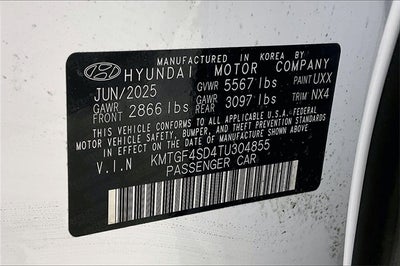 MANUFACTURED IN KOREA BY
HYUNDAI MOTOR COMPANY
JUN/2025 GVWR 5567 lbs PAINT UXX
GAWR FRONT 2866 lbs GAWR REAR 3097 lbs TRIM NX4
THIS VEHICLE CONFORMS TO ALL APPLICABLE FEDERAL
MOTOR VEHICLE SAFETY, BUMPER, AND THEFT PREVENTION
STANDARDS IN EFFECT ON THE DATE OF MANUFACTURE
SHOWN ABOVE.
V.I.N KMTGF4SD4TU304855
PASSENGER CAR